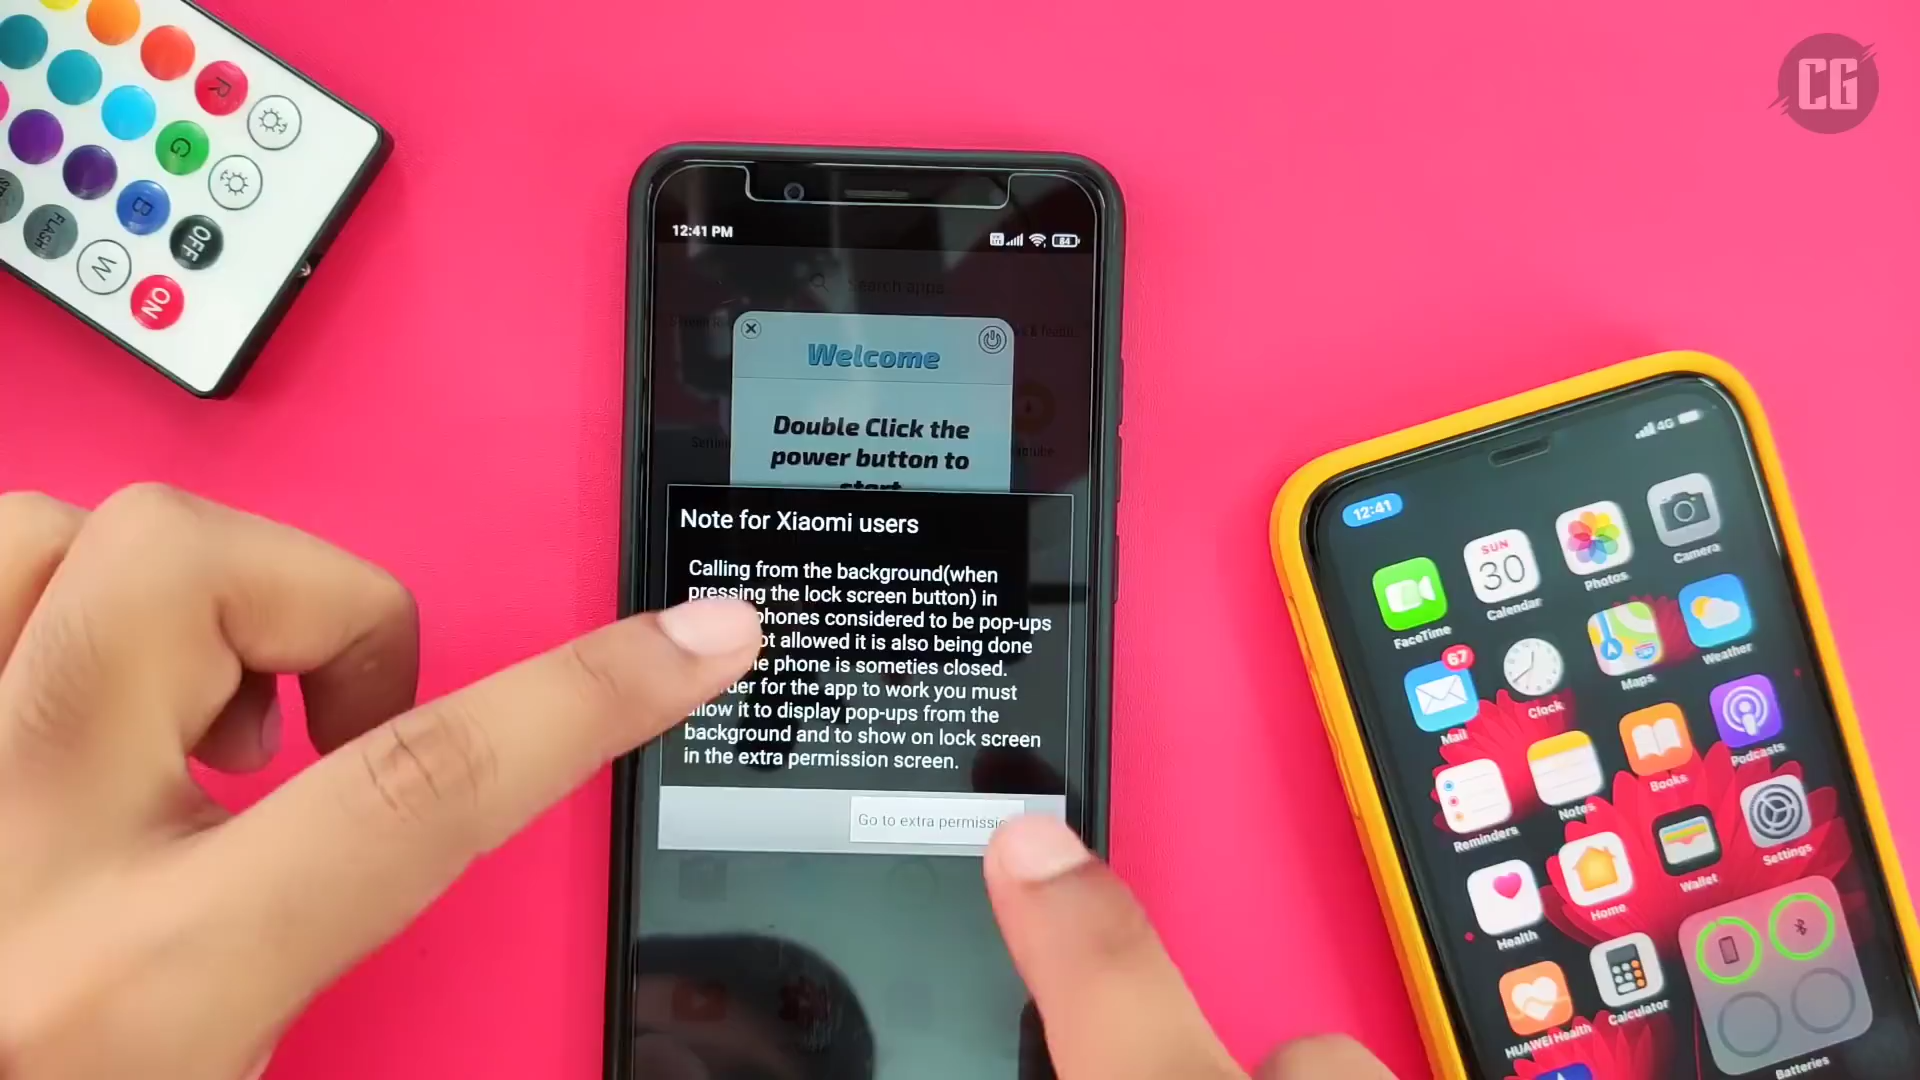 CG
R
G
B
OFF
FLASH
W
ON
12:41 PM
84
Search apps
Welcome
Double Click the
power button to
start
Note for Xiaomi users
Calling from the background(when
pressing the lock screen button) in
phones considered to be pop-ups
allowed it is also being done
phone is someties closed.
for the app to work you must
allow it to display pop-ups from the
background and to show on lock screen
in the extra permission screen.
Go to extra
12:41
4G
FaceTime
SUN
30
Calendar
Photos
Camera
67
Mail
Clock
Maps
Weather
Reminders
Notes
Books
Podcasts
Health
Home
Wallet
Settings
HUAWEI Health
Calculator
Batteries